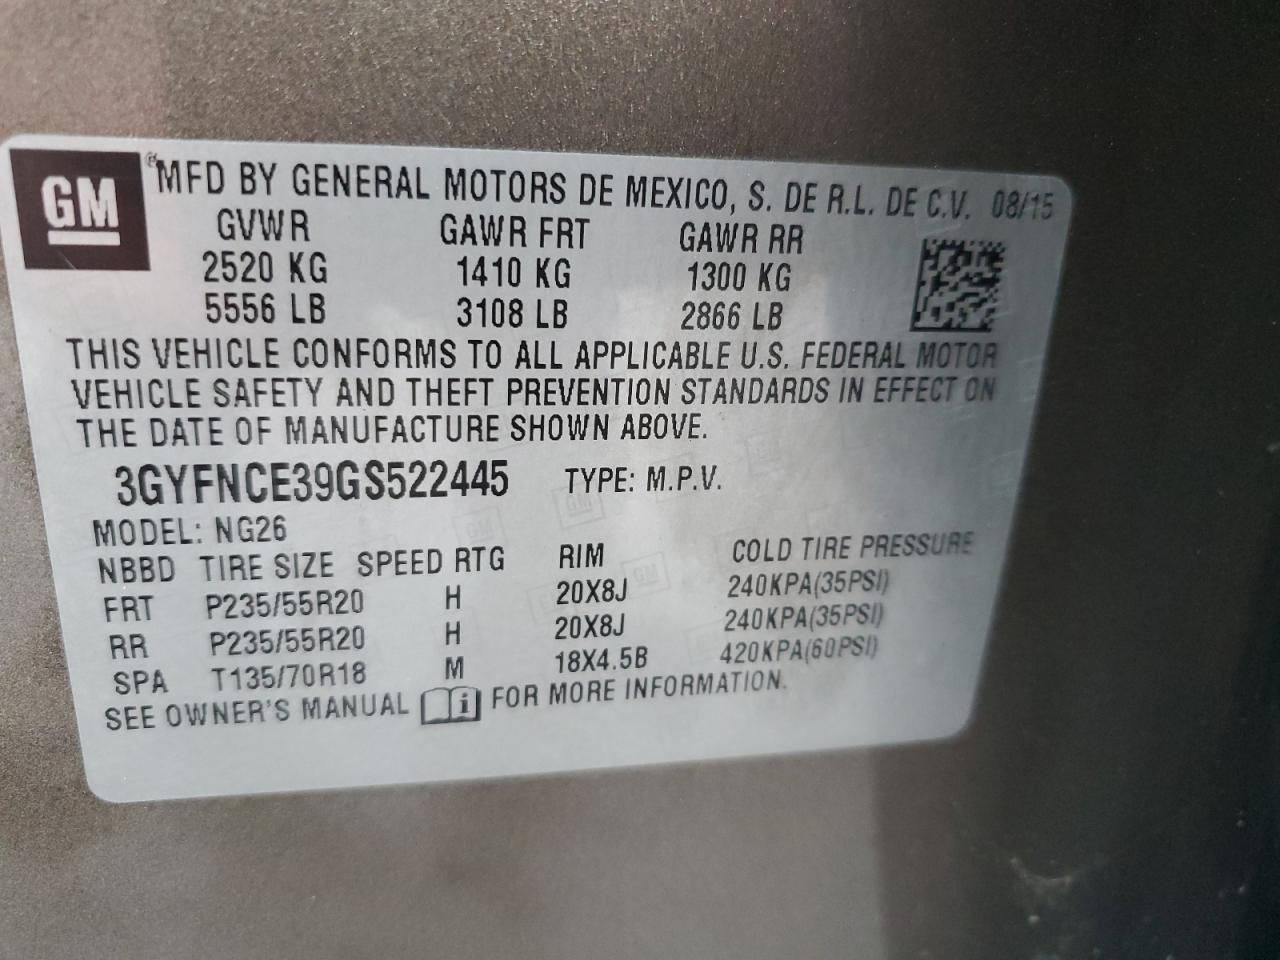 GM
®MFD BY GENERAL MOTORS DE MEXICO, S. DE R.L. DE C.V. 08/15
GVWR GAWR FRT GAWR RR
2520 KG 1410 KG 1300 KG
5556 LB 3108 LB 2866 LB
THIS VEHICLE CONFORMS TO ALL APPLICABLE U.S. FEDERAL MOTOR
VEHICLE SAFETY AND THEFT PREVENTION STANDARDS IN EFFECT ON
THE DATE OF MANUFACTURE SHOWN ABOVE.
3GYFNCE39GS522445 TYPE: M.P.V.
MODEL: NG26
NBBD TIRE SIZE SPEED RTG RIM COLD TIRE PRESSURE
FRT P235/55R20 H 20X8J 240KPA(35PSI)
RR P235/55R20 H 20X8J 240KPA(35PSI)
SPA T135/70R18 M 18X4.5B 420KPA(60PSI)
SEE OWNER'S MANUAL i FOR MORE INFORMATION.